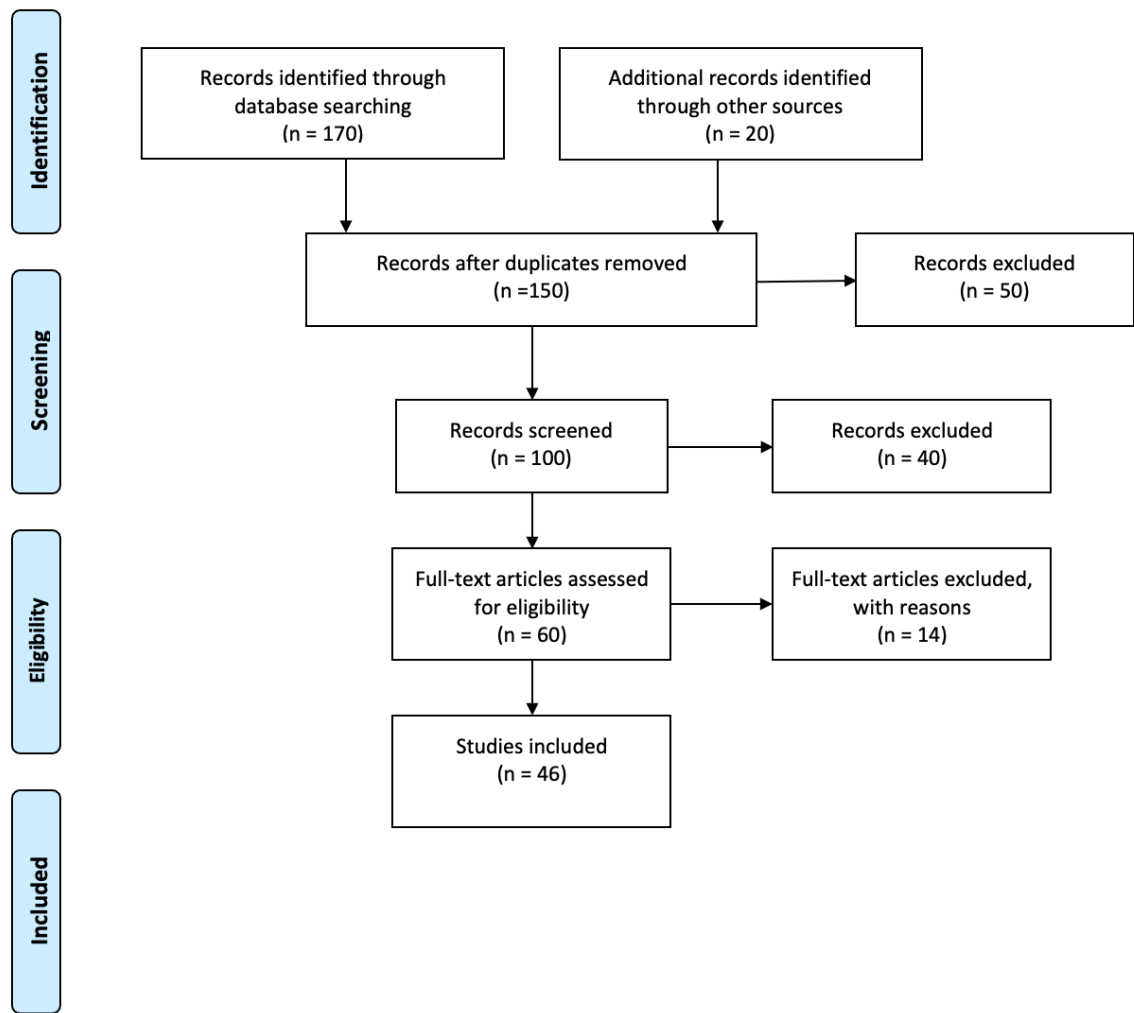 Identification
Records identified through
database searching
(n = 170)
Additional records identified
through other sources
(n = 20)
Records after duplicates removed
(n =150)
Records excluded
(n = 50)
Screening
Records screened
(n = 100)
Records excluded
(n = 40)
Eligibility
Full-text articles assessed
for eligibility
(n = 60)
Full-text articles excluded,
with reasons
(n = 14)
Studies included
(n = 46)
Included